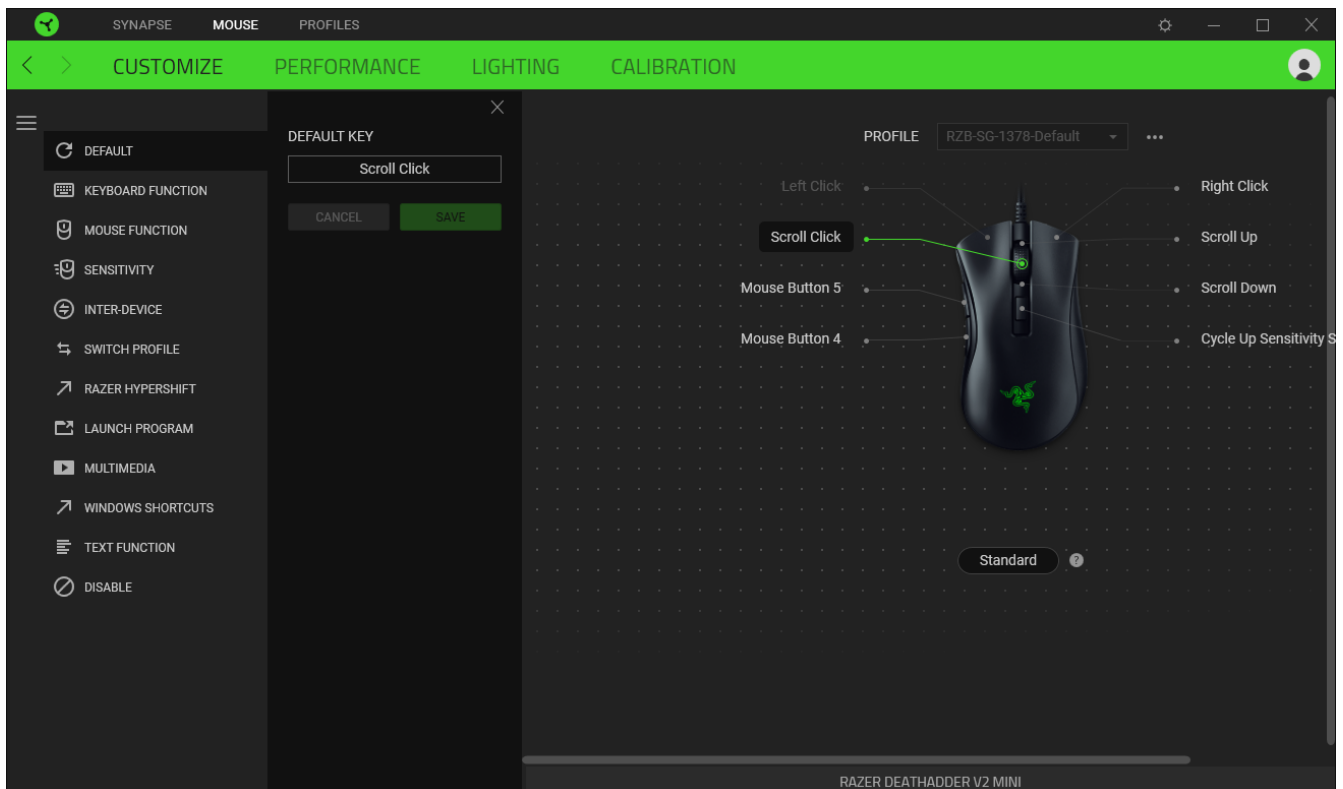 SYNAPSE MOUSE PROFILES
CUSTOMIZE PERFORMANCE LIGHTING CALIBRATION
DEFAULT
KEYBOARD FUNCTION
MOUSE FUNCTION
SENSITIVITY
INTER-DEVICE
SWITCH PROFILE
RAZER HYPERSHIFT
LAUNCH PROGRAM
MULTIMEDIA
WINDOWS SHORTCUTS
TEXT FUNCTION
DISABLE
DEFAULT KEY
Scroll Click
CANCEL SAVE
PROFILE RZB-SG-1378-Default
Left Click
Scroll Click
Mouse Button 5
Mouse Button 4
Right Click
Scroll Up
Scroll Down
Cycle Up Sensitivity S
Standard ?
RAZER DEATHADDER V2 MINI